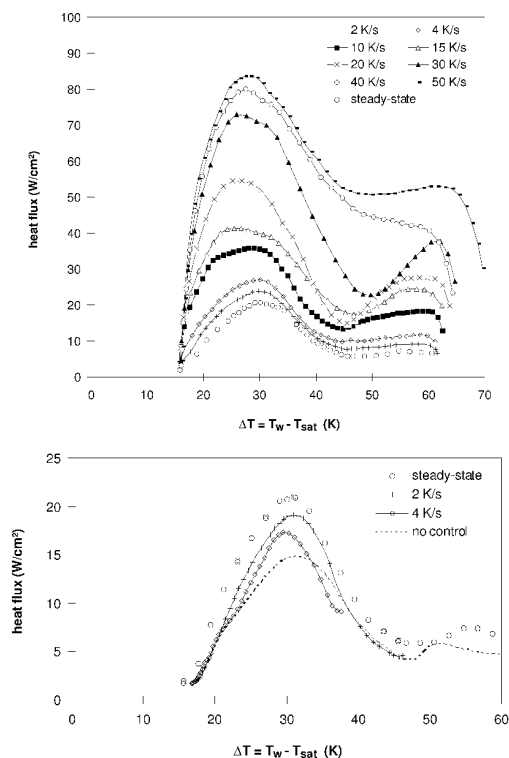 2 K/s 4 K/s
10 K/s 15 K/s
20 K/s 30 K/s
40 K/s 50 K/s
steady-state
100
80
60
40
30
20
10
0
heat flux (W/cm²)
0 10 20 30 40 50 60 70
ΔT = Tw - Tsat (K)
25
20
15
10
5
0
heat flux (W/cm²)
steady-state
2 K/s
4 K/s
no control
0 10 20 30 40 50 60
ΔT = Tw - Tsat (K)